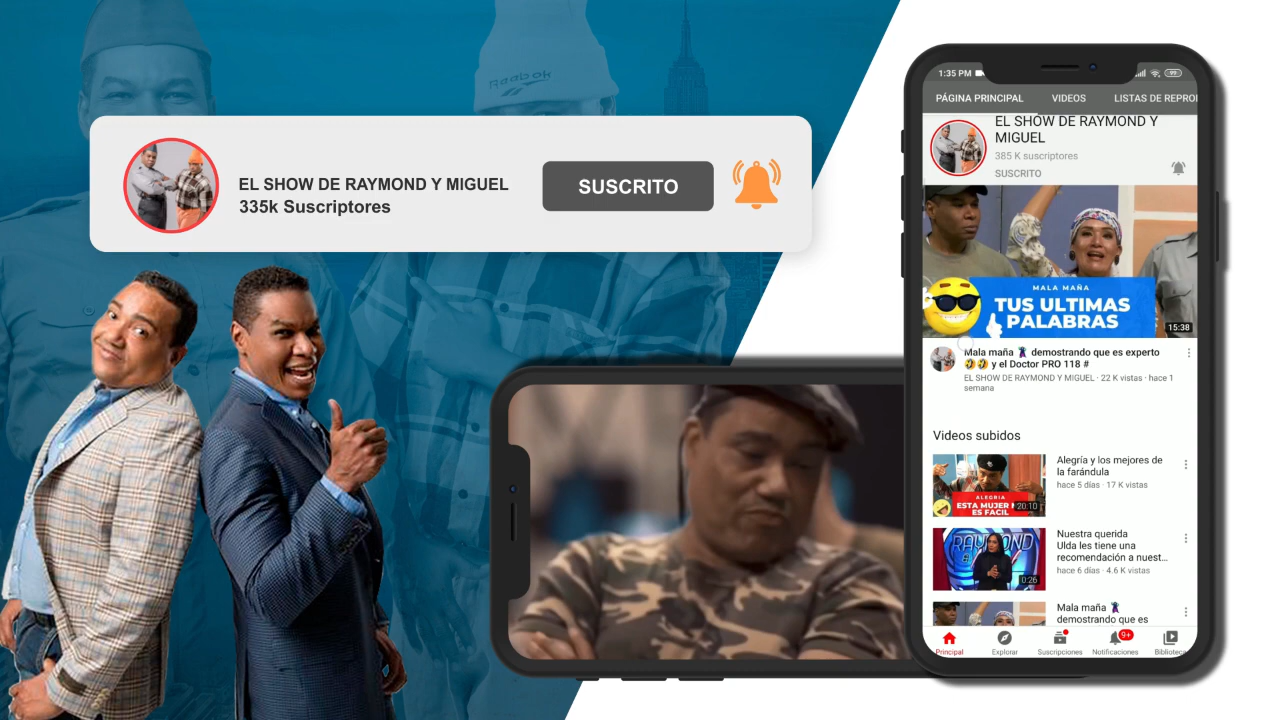 Reebok
EL SHOW DE RAYMOND Y MIGUEL
335k Suscriptores
SUSCRITO
1:35 PM
99
PÁGINA PRINCIPAL
VIDEOS
LISTAS DE REPROI
EL SHOW DE RAYMOND Y
MIGUEL
385 K suscriptores
SUSCRITO
MALA MAÑA
TUS ULTIMAS
PALABRAS
15:38
Mala maña 🦹 demostrando que es experto
🤣🤣 y el Doctor PRO 118 #
EL SHOW DE RAYMOND Y MIGUEL · 22 K vistas · hace 1
semana
Videos subidos
ALEGRIA
ESTA MUJER
ES FACIL
20:10
Alegría y los mejores de
la farándula
hace 5 días · 17 K vistas
RAYMOND
0:26
Nuestra querida
Ulda les tiene una
recomendación a nuest...
hace 6 días · 4.6 K vistas
Mala maña 🦹
demostrando que es
Principal
Explorar
Suscripciones
9+
Notificaciones
Biblioteca